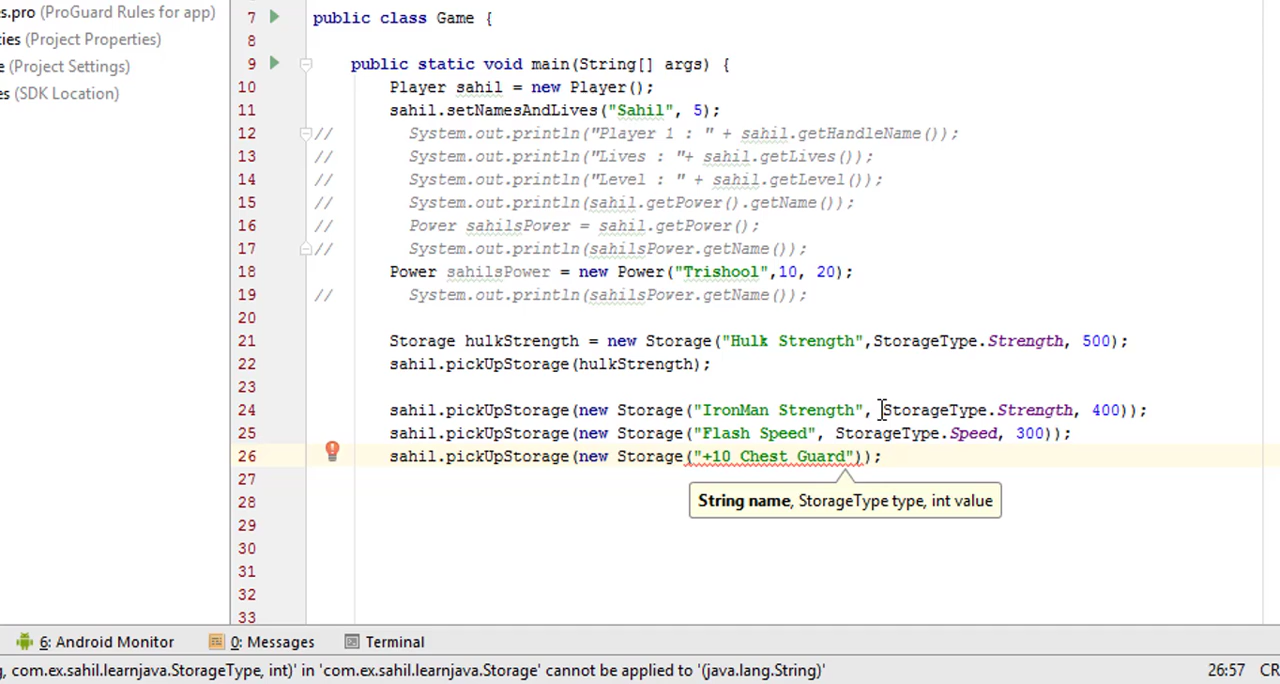 s.pro (ProGuard Rules for app)
ties (Project Properties)
e (Project Settings)
es (SDK Location)
7 public class Game {
8
9 public static void main(String[] args) {
10 Player sahil = new Player();
11 sahil.setNamesAndLives("Sahil", 5);
12 // System.out.println("Player 1 : " + sahil.getHandleName());
13 // System.out.println("Lives : "+ sahil.getLives());
14 // System.out.println("Level : " + sahil.getLevel());
15 // System.out.println(sahil.getPower().getName());
16 // Power sahilsPower = sahil.getPower();
17 // System.out.println(sahilsPower.getName());
18 Power sahilsPower = new Power("Trishool",10, 20);
19 // System.out.println(sahilsPower.getName());
20
21 Storage hulkStrength = new Storage("Hulk Strength",StorageType.Strength, 500);
22 sahil.pickUpStorage(hulkStrength);
23
24 sahil.pickUpStorage(new Storage("IronMan Strength", StorageType.Strength, 400));
25 sahil.pickUpStorage(new Storage("Flash Speed", StorageType.Speed, 300));
26 sahil.pickUpStorage(new Storage("+10 Chest Guard"));
27
String name, StorageType type, int value
28
29
30
31
32
33
6: Android Monitor 0: Messages Terminal
g, com.ex.sahil.learnjava.StorageType, int)' in 'com.ex.sahil.learnjava.Storage' cannot be applied to '(java.lang.String)' 26:57 CR